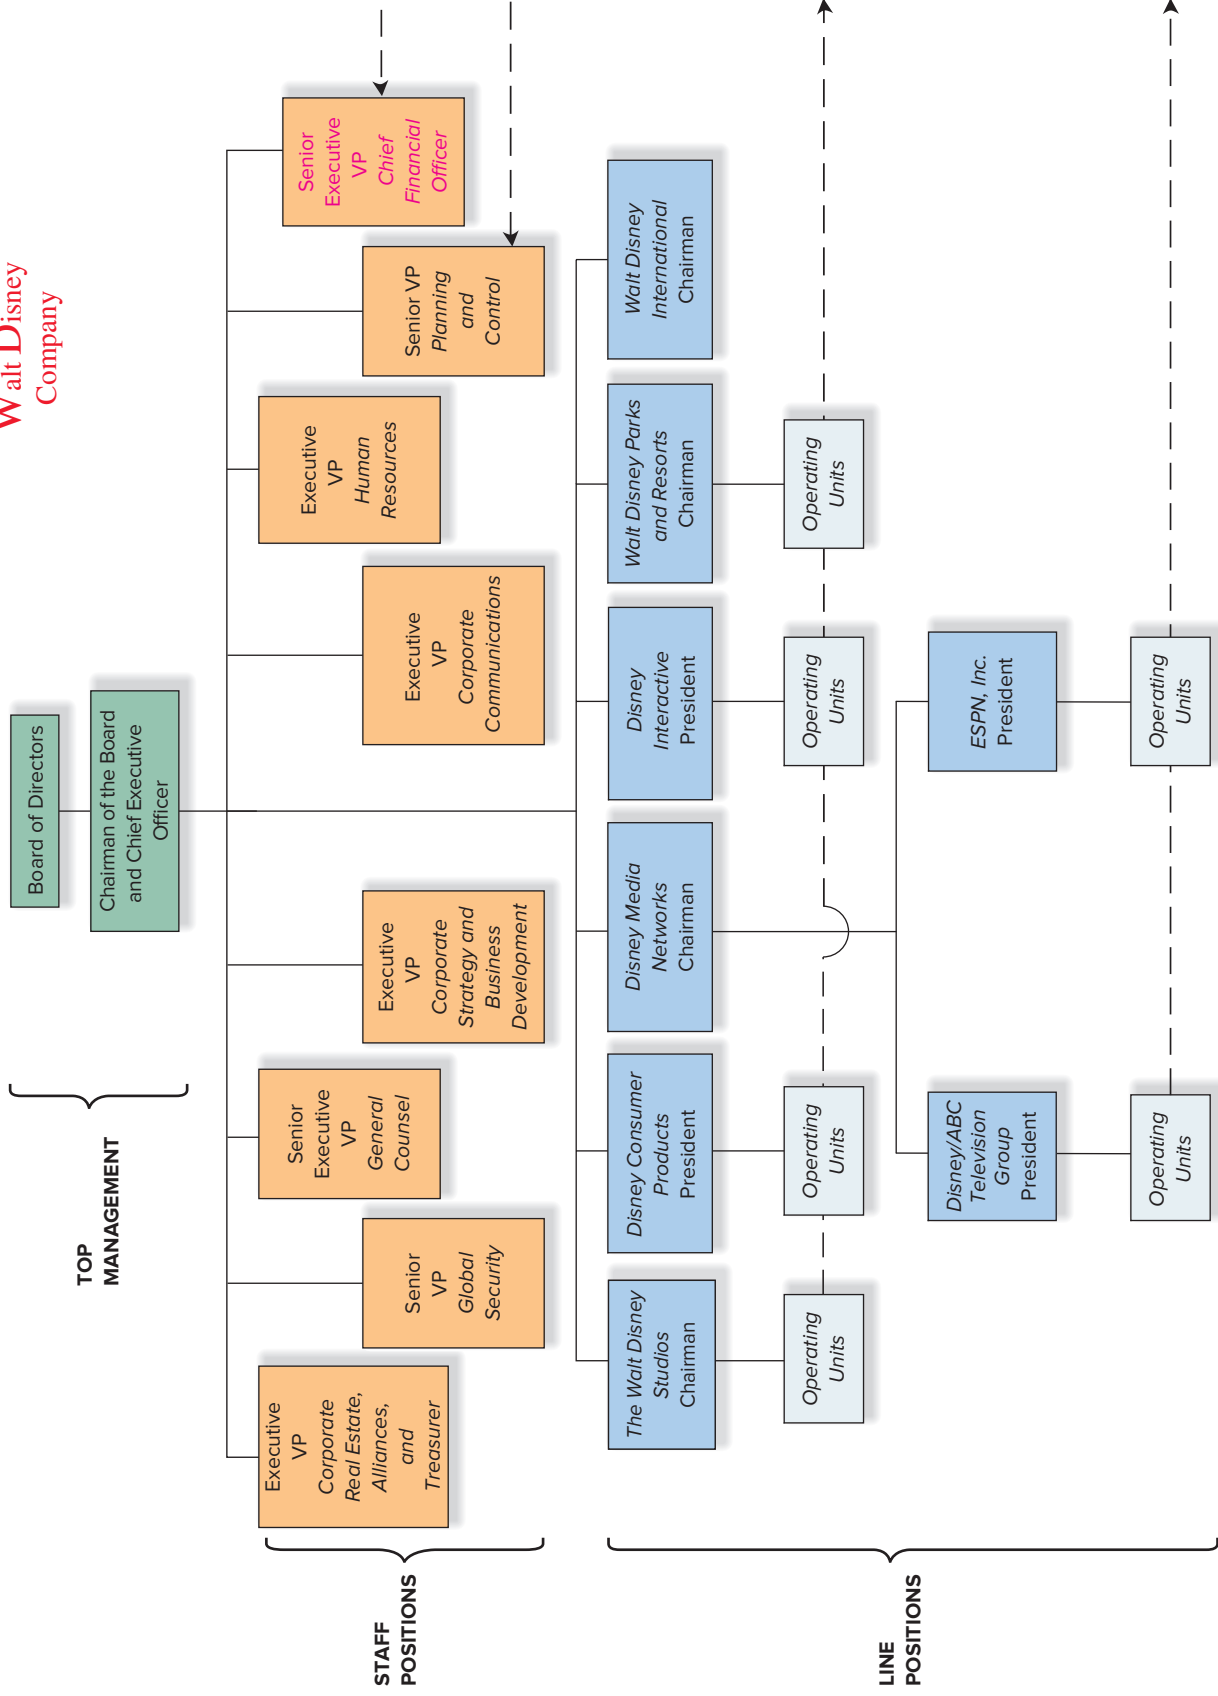 Walt Disney
Company
Board of Directors
Chairman of the Board
and Chief Executive
Officer
TOP
MANAGEMENT
STAFF
POSITIONS
Executive
VP
Corporate
Real Estate,
Alliances,
and
Treasurer
Senior
VP
Global
Security
Senior
Executive
VP
General
Counsel
Executive
VP
Corporate
Strategy and
Business
Development
Executive
VP
Corporate
Communications
Executive
VP
Human
Resources
Senior VP
Planning
and
Control
Senior
Executive
VP
Chief
Financial
Officer
LINE
POSITIONS
The Walt Disney
Studios
Chairman
Disney Consumer
Products
President
Disney Media
Networks
Chairman
Disney
Interactive
President
Walt Disney Parks
and Resorts
Chairman
Walt Disney
International
Chairman
Operating
Units
Operating
Units
Operating
Units
Operating
Units
Disney/ABC
Television
Group
President
ESPN, Inc.
President
Operating
Units
Operating
Units